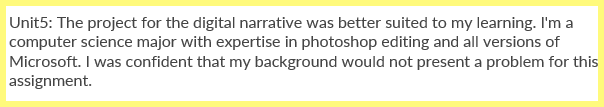 Unit5: The project for the digital narrative was better suited to my learning. I'm a
computer science major with expertise in photoshop editing and all versions of
Microsoft. I was confident that my background would not present a problem for this
assignment.